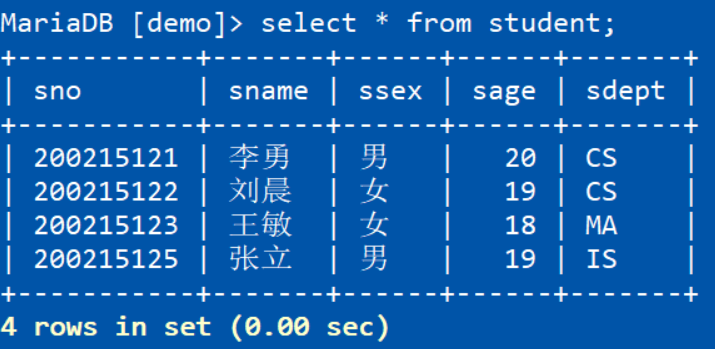 MariaDB [demo]> select * from student;
+-----------+-------+------+------+-------+
| sno       | sname | ssex | sage | sdept |
+-----------+-------+------+------+-------+
| 200215121 | 李勇  | 男   |   20 | CS    |
| 200215122 | 刘晨  | 女   |   19 | CS    |
| 200215123 | 王敏  | 女   |   18 | MA    |
| 200215125 | 张立  | 男   |   19 | IS    |
+-----------+-------+------+------+-------+
4 rows in set (0.00 sec)